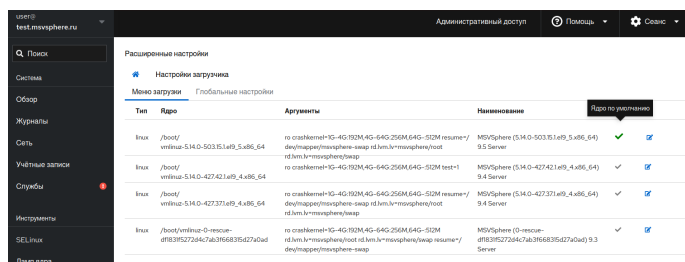 user@
test.msvsphere.ru
Административный доступ
Помощь
Сеанс
Поиск
Система
Обзор
Журналы
Сеть
Учётные записи
Службы
Инструменты
SELinux
Расширенные настройки
Настройки загрузчика
Меню загрузки Глобальные настройки
Ядро по умолчанию
Тип Ядро Аргументы Наименование
linux /boot/ ro crashkernel=1G-4G:192M,4G-64G:256M,64G-:512M resume=/ MSVSphere (5.14.0-503.15.1.el9_5.x86_64)
vmlinuz-5.14.0-503.15.1.el9_5.x86_64 dev/mapper/msvsphere-swap rd.lvm.lv=msvsphere/root 9.5 Server
rd.lvm.lv=msvsphere/swap
linux /boot/ ro crashkernel=1G-4G:192M,4G-64G:256M,64G-:512M test=1 MSVSphere (5.14.0-427.42.1.el9_4.x86_64)
vmlinuz-5.14.0-427.42.1.el9_4.x86_64 9.4 Server
linux /boot/ ro crashkernel=1G-4G:192M,4G-64G:256M,64G-:512M resume=/ MSVSphere (5.14.0-427.37.1.el9_4.x86_64)
vmlinuz-5.14.0-427.37.1.el9_4.x86_64 dev/mapper/msvsphere-swap rd.lvm.lv=msvsphere/root 9.4 Server
rd.lvm.lv=msvsphere/swap
linux /boot/vmlinuz-0-rescue- ro crashkernel=1G-4G:192M,4G-64G:256M,64G-:512M MSVSphere (0-rescue-
df1831f5272d4c7ab3f668315d27a0ad rd.lvm.lv=msvsphere/root rd.lvm.lv=msvsphere/swap resume=/ df1831f5272d4c7ab3f668315d27a0ad) 9.3
dev/mapper/msvsphere-swap Server